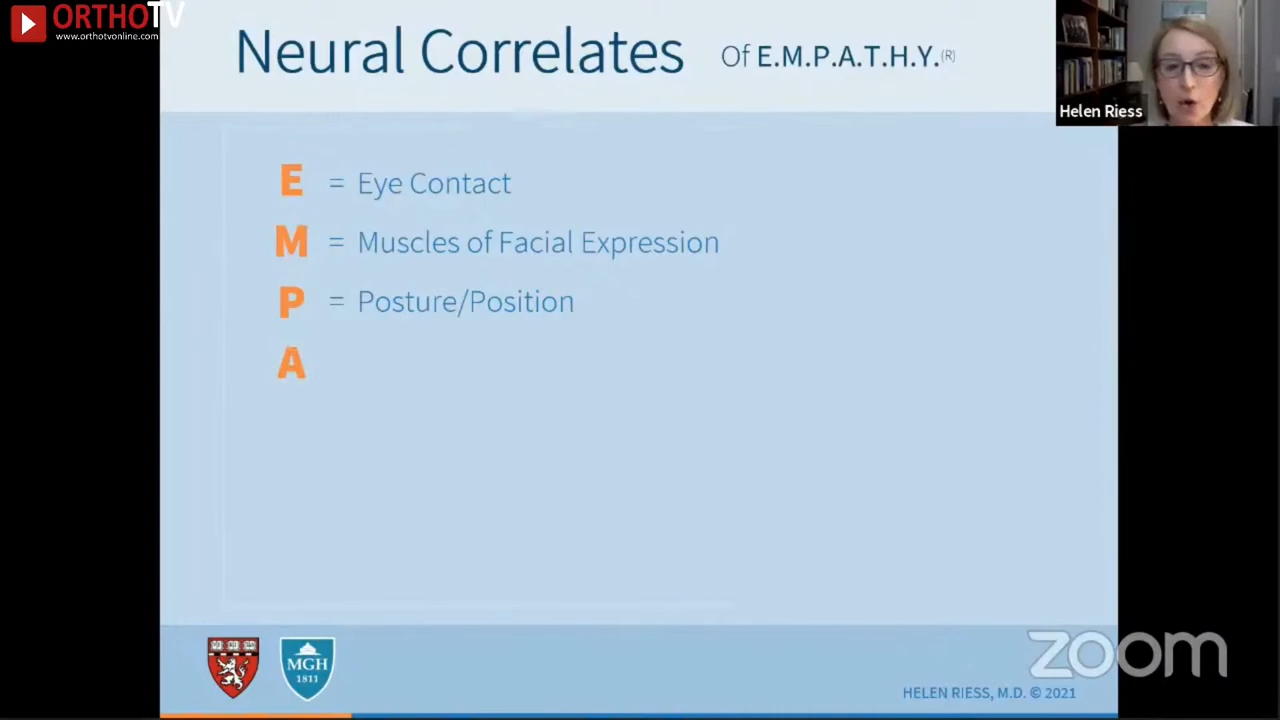 ORTHOTV
www.orthotvonline.com
Neural Correlates Of E.M.P.A.T.H.Y.(R)
Helen Riess
E = Eye Contact
M = Muscles of Facial Expression
P = Posture/Position
A
MGH
1811
zoom
HELEN RIESS, M.D. © 2021